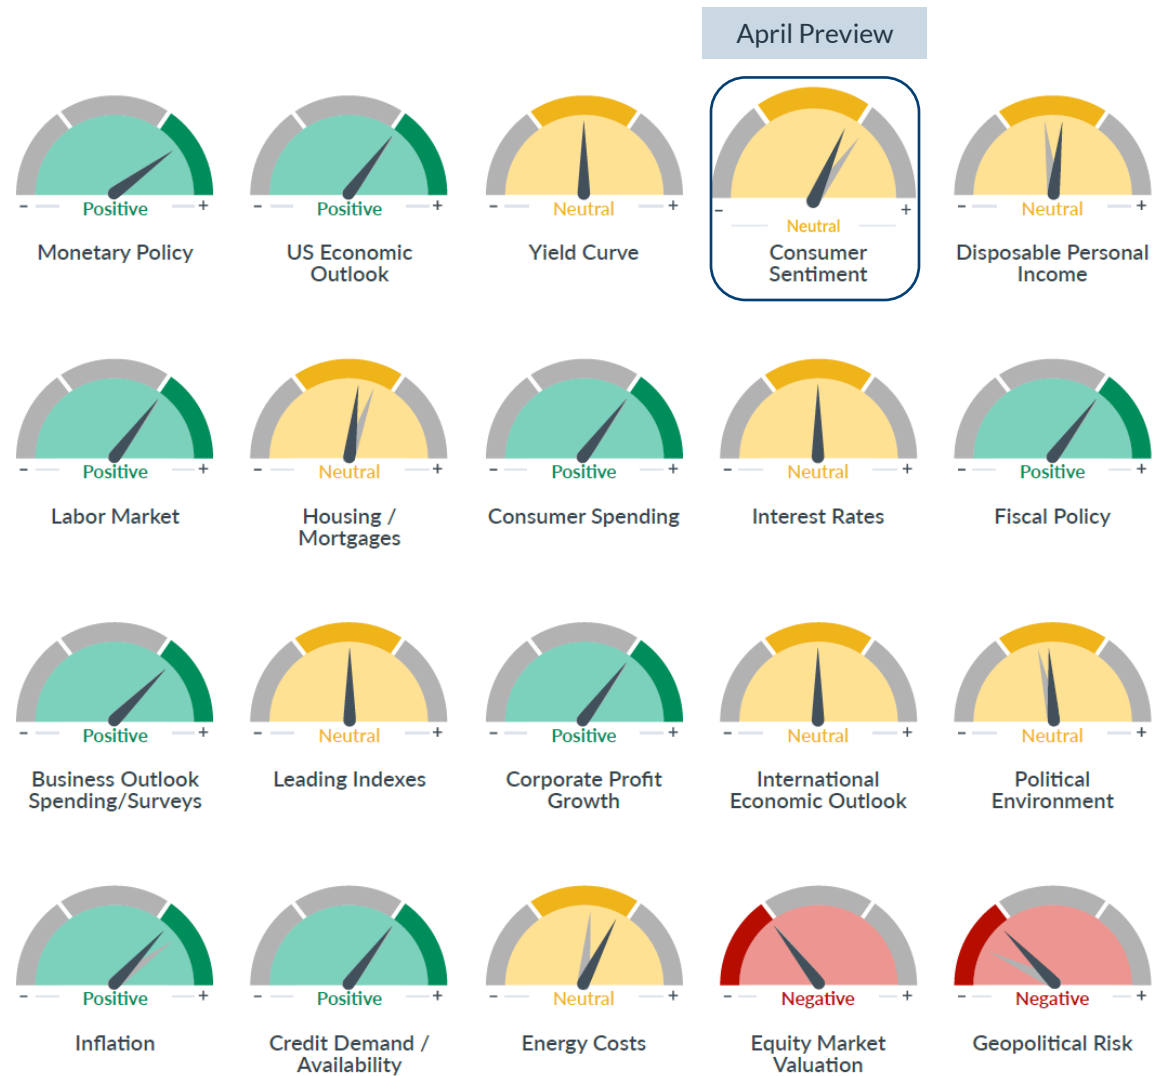 April Preview
- Positive +
Monetary Policy
- Positive +
US Economic
Outlook
- Neutral +
Yield Curve
- +
Neutral
Consumer
Sentiment
- Neutral +
Disposable Personal
Income
- Positive +
Labor Market
- Neutral +
Housing /
Mortgages
- Positive +
Consumer Spending
- Neutral +
Interest Rates
- Positive +
Fiscal Policy
- Positive +
Business Outlook
Spending/Surveys
- Neutral +
Leading Indexes
- Positive +
Corporate Profit
Growth
- Neutral +
International
Economic Outlook
- Neutral +
Political
Environment
- Positive +
Inflation
- Positive +
Credit Demand /
Availability
- Neutral +
Energy Costs
- Negative +
Equity Market
Valuation
- Negative +
Geopolitical Risk